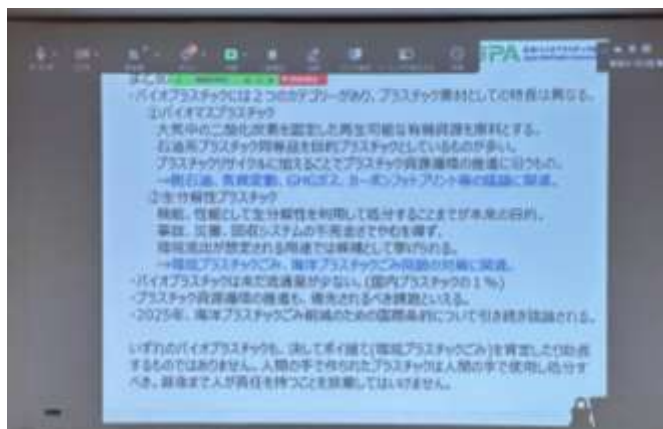 まとめ
・バイオプラスチックには2つのカテゴリーがあり、プラスチック素材としての特長は異なる。
①バイオマスプラスチック
大気中の二酸化炭素を固定した再生可能な有機資源を原料とする。
石油系プラスチック同等品を目的プラスチックとしているものが多い。
プラスチックリサイクルに加えることでプラスチック資源循環の推進に沿うもの。
→脱石油、気候変動、GHGガス、カーボンフットプリント等の議論に関連。
②生分解性プラスチック
機能、性能として生分解性を利用して処分することまでが本来の目的。
事故、災害、回収システムの不完全さでやむを得ず、
環境流出が想定される用途では候補として挙げられる。
→環境プラスチックごみ、海洋プラスチックごみ問題の対策に関連。
・バイオプラスチックは未だ流通量が少ない。(国内プラスチックの1%)
・プラスチック資源循環の推進も、優先されるべき課題といえる。
・2025年、海洋プラスチックごみ削減のための国際条約について引き続き議論される。
いずれのバイオプラスチックも、決してポイ捨て(環境プラスチックごみ)を肯定したり助長
するものではありません。人間の手で作られたプラスチックは人間の手で使用し処分す
べき。最後まで人が責任を持つことを放棄してはいけません。